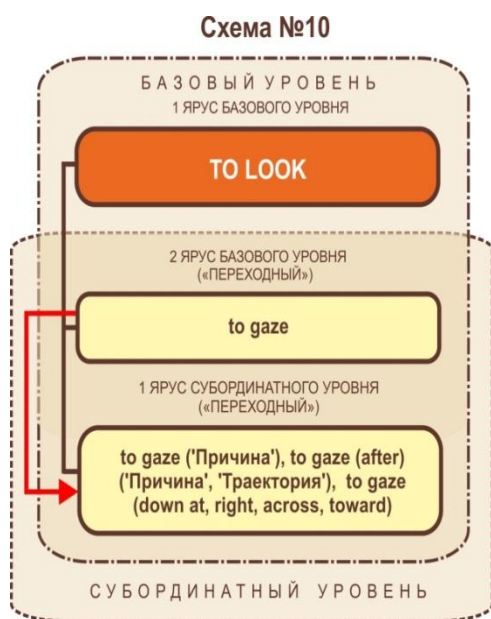 Схема №10
БАЗОВЫЙ УРОВЕНЬ
1 ЯРУС БАЗОВОГО УРОВНЯ
TO LOOK
2 ЯРУС БАЗОВОГО УРОВНЯ
(«ПЕРЕХОДНЫЙ»)
to gaze
1 ЯРУС СУБОРДИНАТНОГО УРОВНЯ
(«ПЕРЕХОДНЫЙ»)
to gaze ('Причина'), to gaze (after)
('Причина', 'Траектория'), to gaze
(down at, right, across, toward)
СУБОРДИНАТНЫЙ УРОВЕНЬ